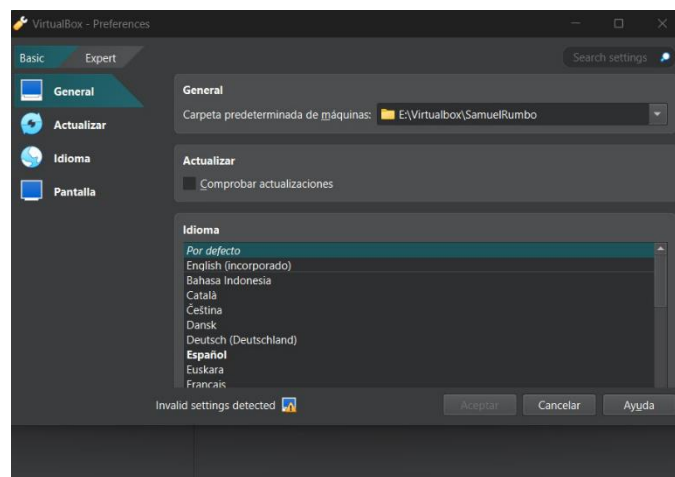 VirtualBox - Preferences
Basic Expert Search settings
General
Actualizar
Idioma
Pantalla
General
Carpeta predeterminada de máquinas: E:\Virtualbox\SamuelRumbo
Actualizar
Comprobar actualizaciones
Idioma
Por defecto
English (incorporado)
Bahasa Indonesia
Català
Čeština
Dansk
Deutsch (Deutschland)
Español
Euskara
Français
Invalid settings detected Aceptar Cancelar Ayuda